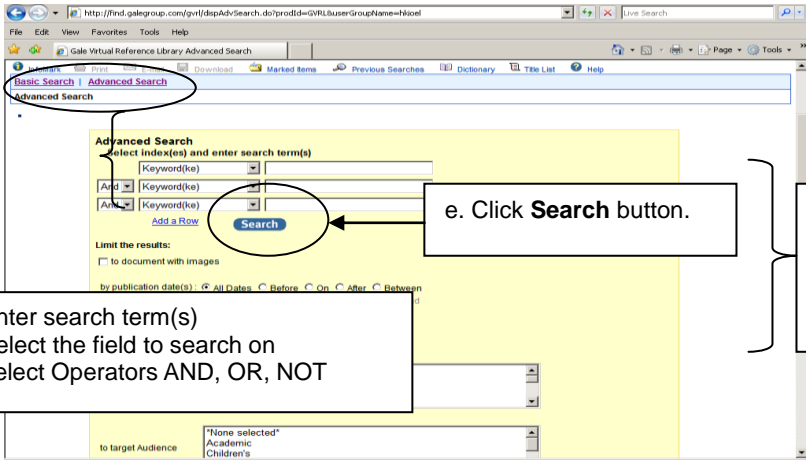 http://find.galegroup.com/gvrl/dispAdvSearch.do?prodId=GVRL&userGroupName=hkioel
Live Search
File Edit View Favorites Tools Help
Gale Virtual Reference Library Advanced Search
Page Tools
InfoMark Print E-mail Download Marked Items Previous Searches Dictionary Title List Help
Basic Search | Advanced Search
Advanced Search
Advanced Search
Select index(es) and enter search term(s)
Keyword(ke)
And Keyword(ke)
And Keyword(ke)
Add a Row Search
e. Click Search button.
Limit the results:
to document with images
by publication date(s) : All Dates Before On After Between
nter search term(s)
elect the field to search on
elect Operators AND, OR, NOT
to target Audience
*None selected*
Academic
Children's